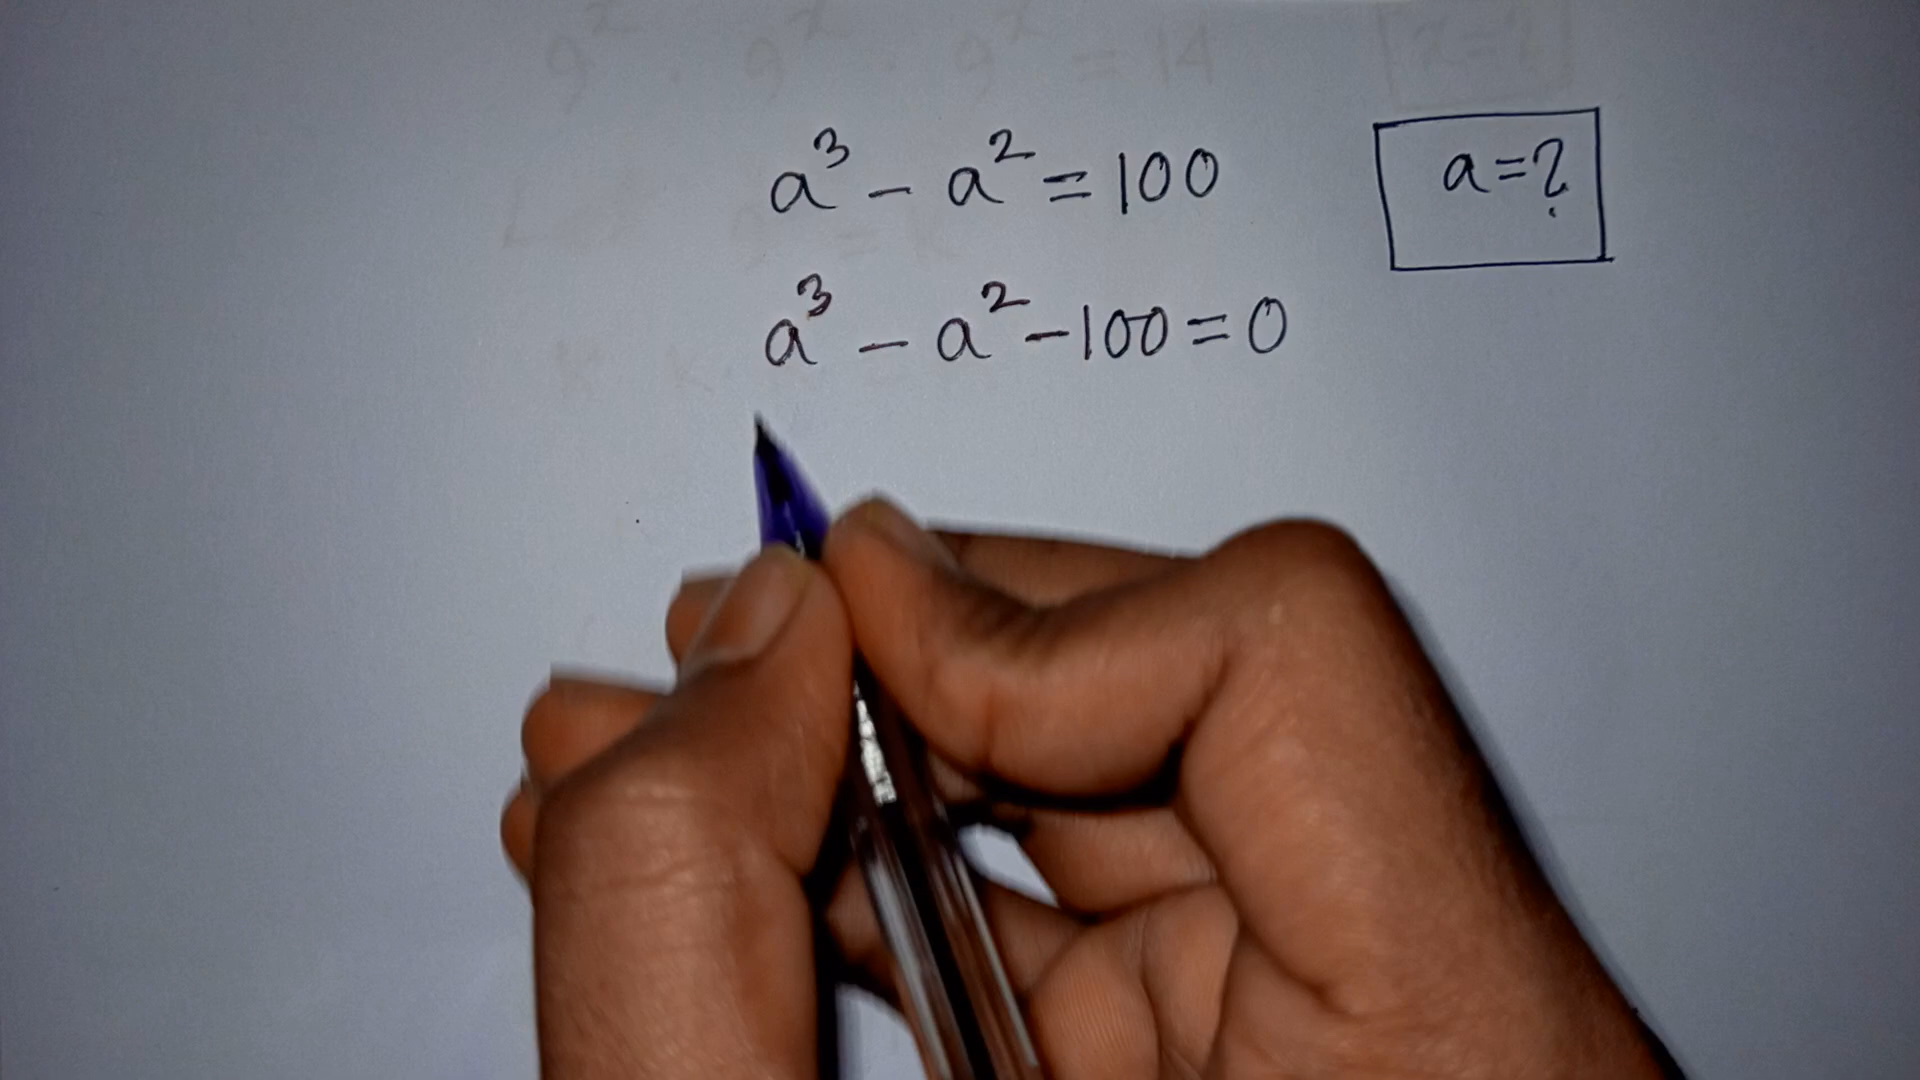 a³ - a² = 100
a = ?
a³ - a² - 100 = 0